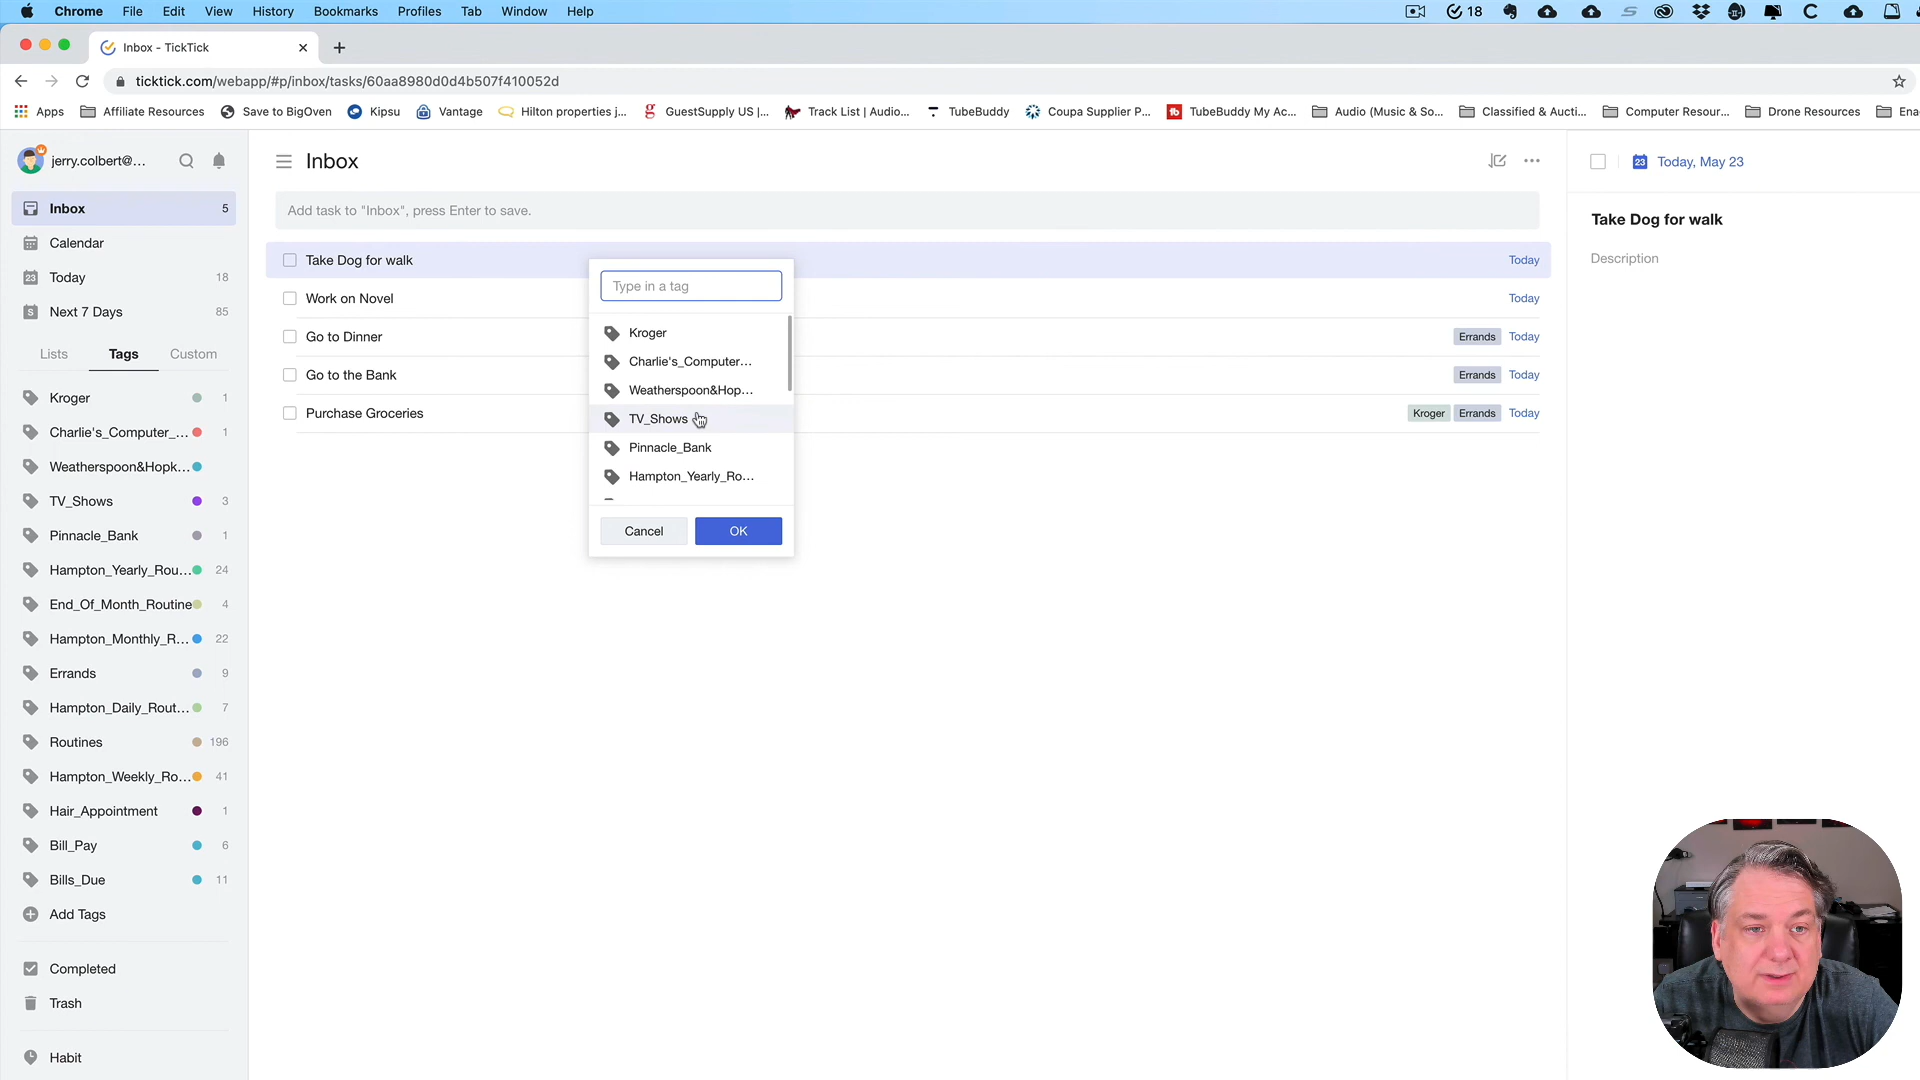 Chrome File Edit View History Bookmarks Profiles Tab Window Help 18
Inbox - TickTick
ticktick.com/webapp/#p/inbox/tasks/60aa8980d0d4b507f410052d
Apps Affiliate Resources Save to BigOven Kipsu Vantage Hilton properties j... GuestSupply US |... Track List | Audio... TubeBuddy Coupa Supplier P... TubeBuddy My Ac... Audio (Music & So... Classified & Aucti... Computer Resour... Drone Resources Ena
jerry.colbert@...
Inbox 5
Calendar
23 Today 18
S Next 7 Days 85
Lists Tags Custom
Kroger 1
Charlie's_Computer_... 1
Weatherspoon&Hopk...
TV_Shows 3
Pinnacle_Bank 1
Hampton_Yearly_Rou... 24
End_Of_Month_Routine 4
Hampton_Monthly_R... 22
Errands 9
Hampton_Daily_Rout... 7
Routines 196
Hampton_Weekly_Ro... 41
Hair_Appointment 1
Bill_Pay 6
Bills_Due 11
Add Tags
Completed
Trash
Habit
Inbox
Add task to "Inbox", press Enter to save.
Take Dog for walk Today
Work on Novel Today
Go to Dinner Errands Today
Go to the Bank Errands Today
Purchase Groceries Kroger Errands Today
Type in a tag
Kroger
Charlie's_Computer...
Weatherspoon&Hop...
TV_Shows
Pinnacle_Bank
Hampton_Yearly_Ro...
Cancel OK
23 Today, May 23
Take Dog for walk
Description